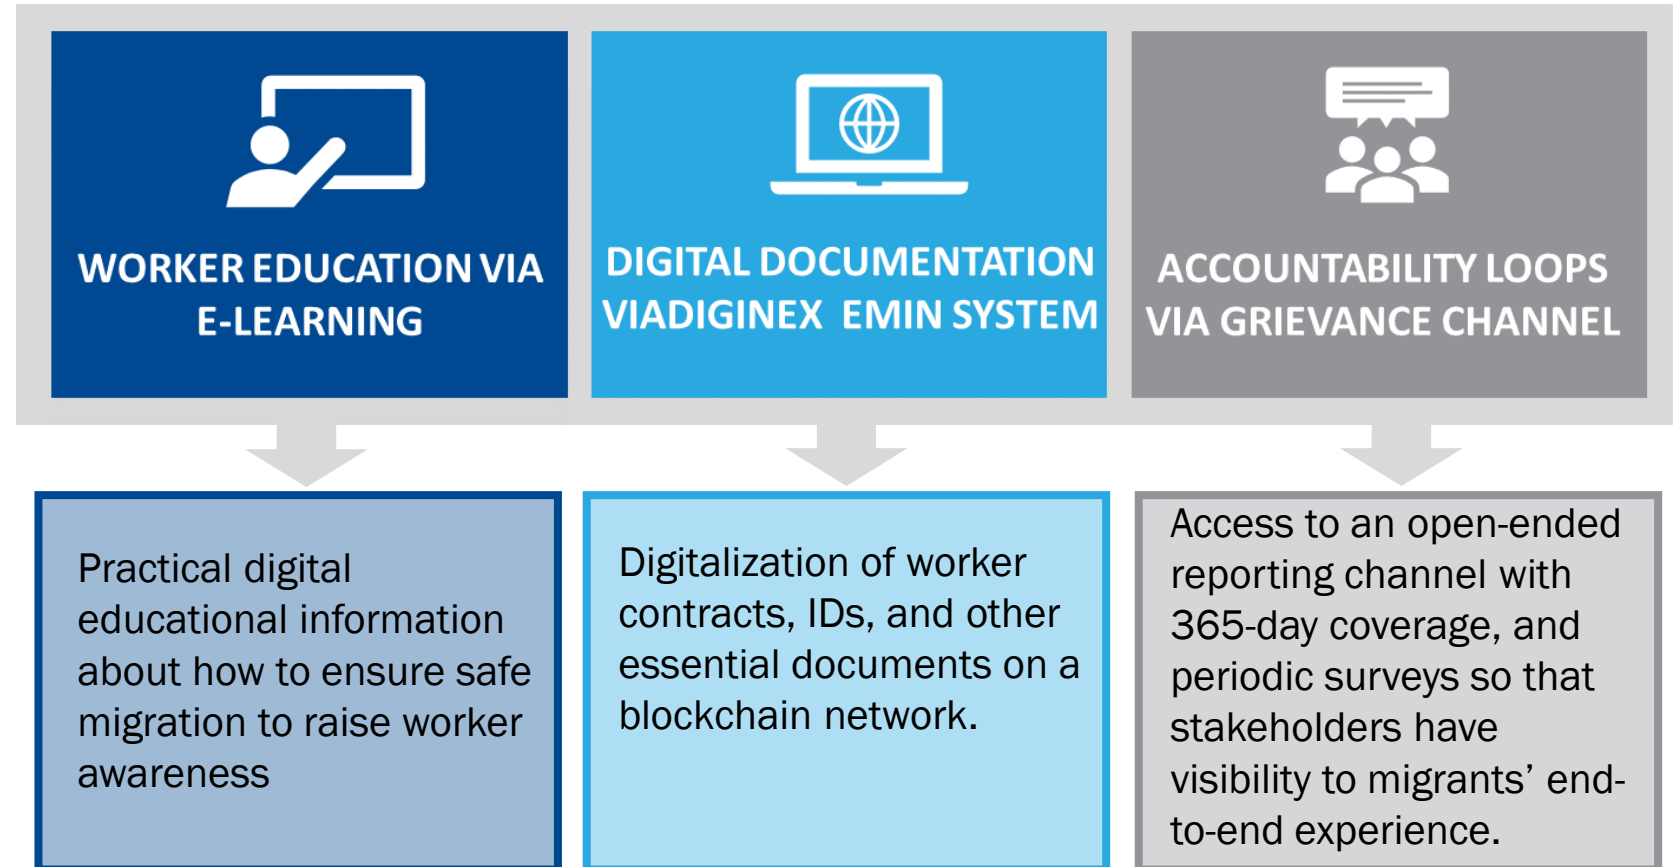 WORKER EDUCATION VIA
E-LEARNING
DIGITAL DOCUMENTATION
VIADIGINEX EMIN SYSTEM
ACCOUNTABILITY LOOPS
VIA GRIEVANCE CHANNEL
Practical digital
educational information
about how to ensure safe
migration to raise worker
awareness
Digitalization of worker
contracts, IDs, and other
essential documents on a
blockchain network.
Access to an open-ended
reporting channel with
365-day coverage, and
periodic surveys so that
stakeholders have
visibility to migrants’ end-
to-end experience.